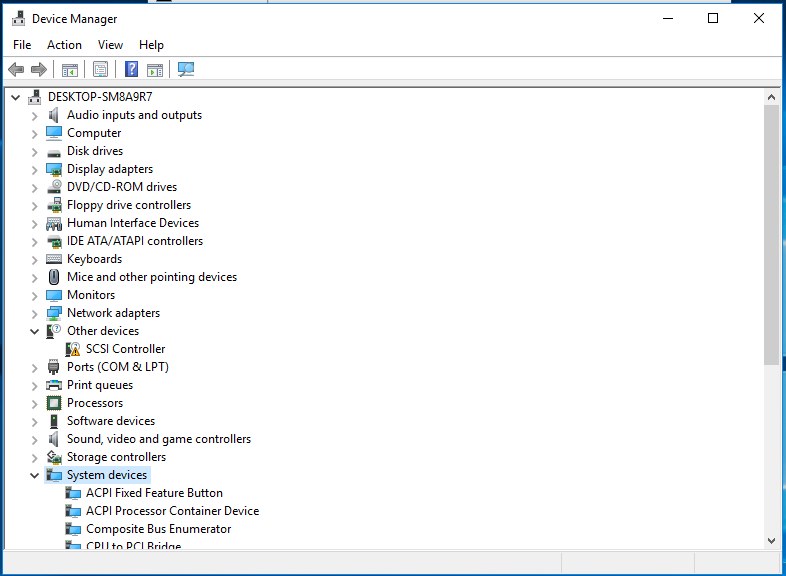 Device Manager
File Action View Help
DESKTOP-SM8A9R7
Audio inputs and outputs
Computer
Disk drives
Display adapters
DVD/CD-ROM drives
Floppy drive controllers
Human Interface Devices
IDE ATA/ATAPI controllers
Keyboards
Mice and other pointing devices
Monitors
Network adapters
Other devices
SCSI Controller
Ports (COM & LPT)
Print queues
Processors
Software devices
Sound, video and game controllers
Storage controllers
System devices
ACPI Fixed Feature Button
ACPI Processor Container Device
Composite Bus Enumerator
CPU to PCI Bridge